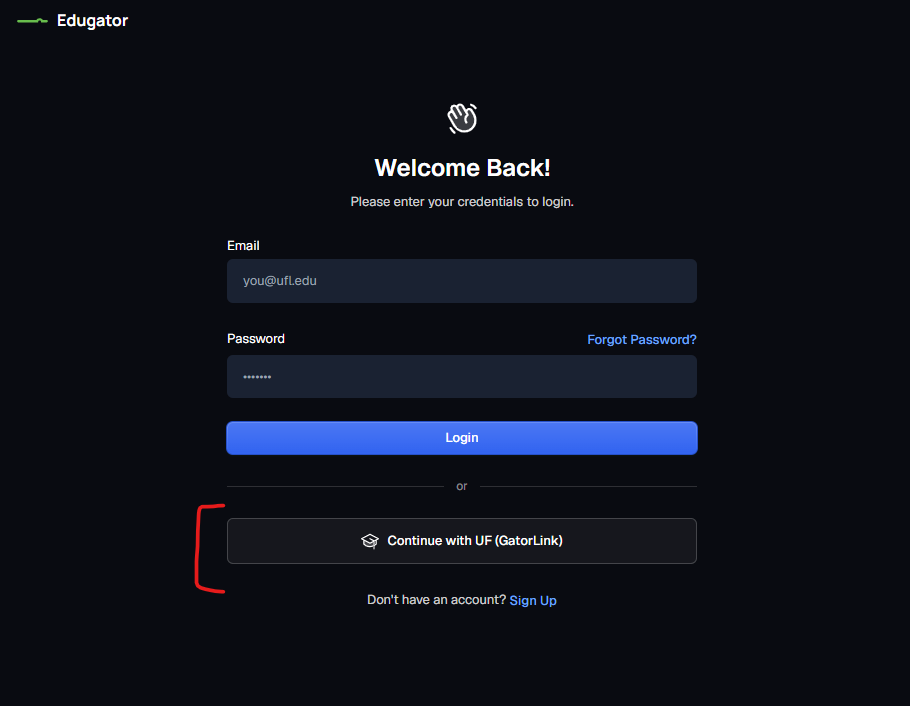 Edugator
Welcome Back!
Please enter your credentials to login.
Email
you@ufl.edu
Password Forgot Password?
•••••••
Login
or
Continue with UF (GatorLink)
Don't have an account? Sign Up